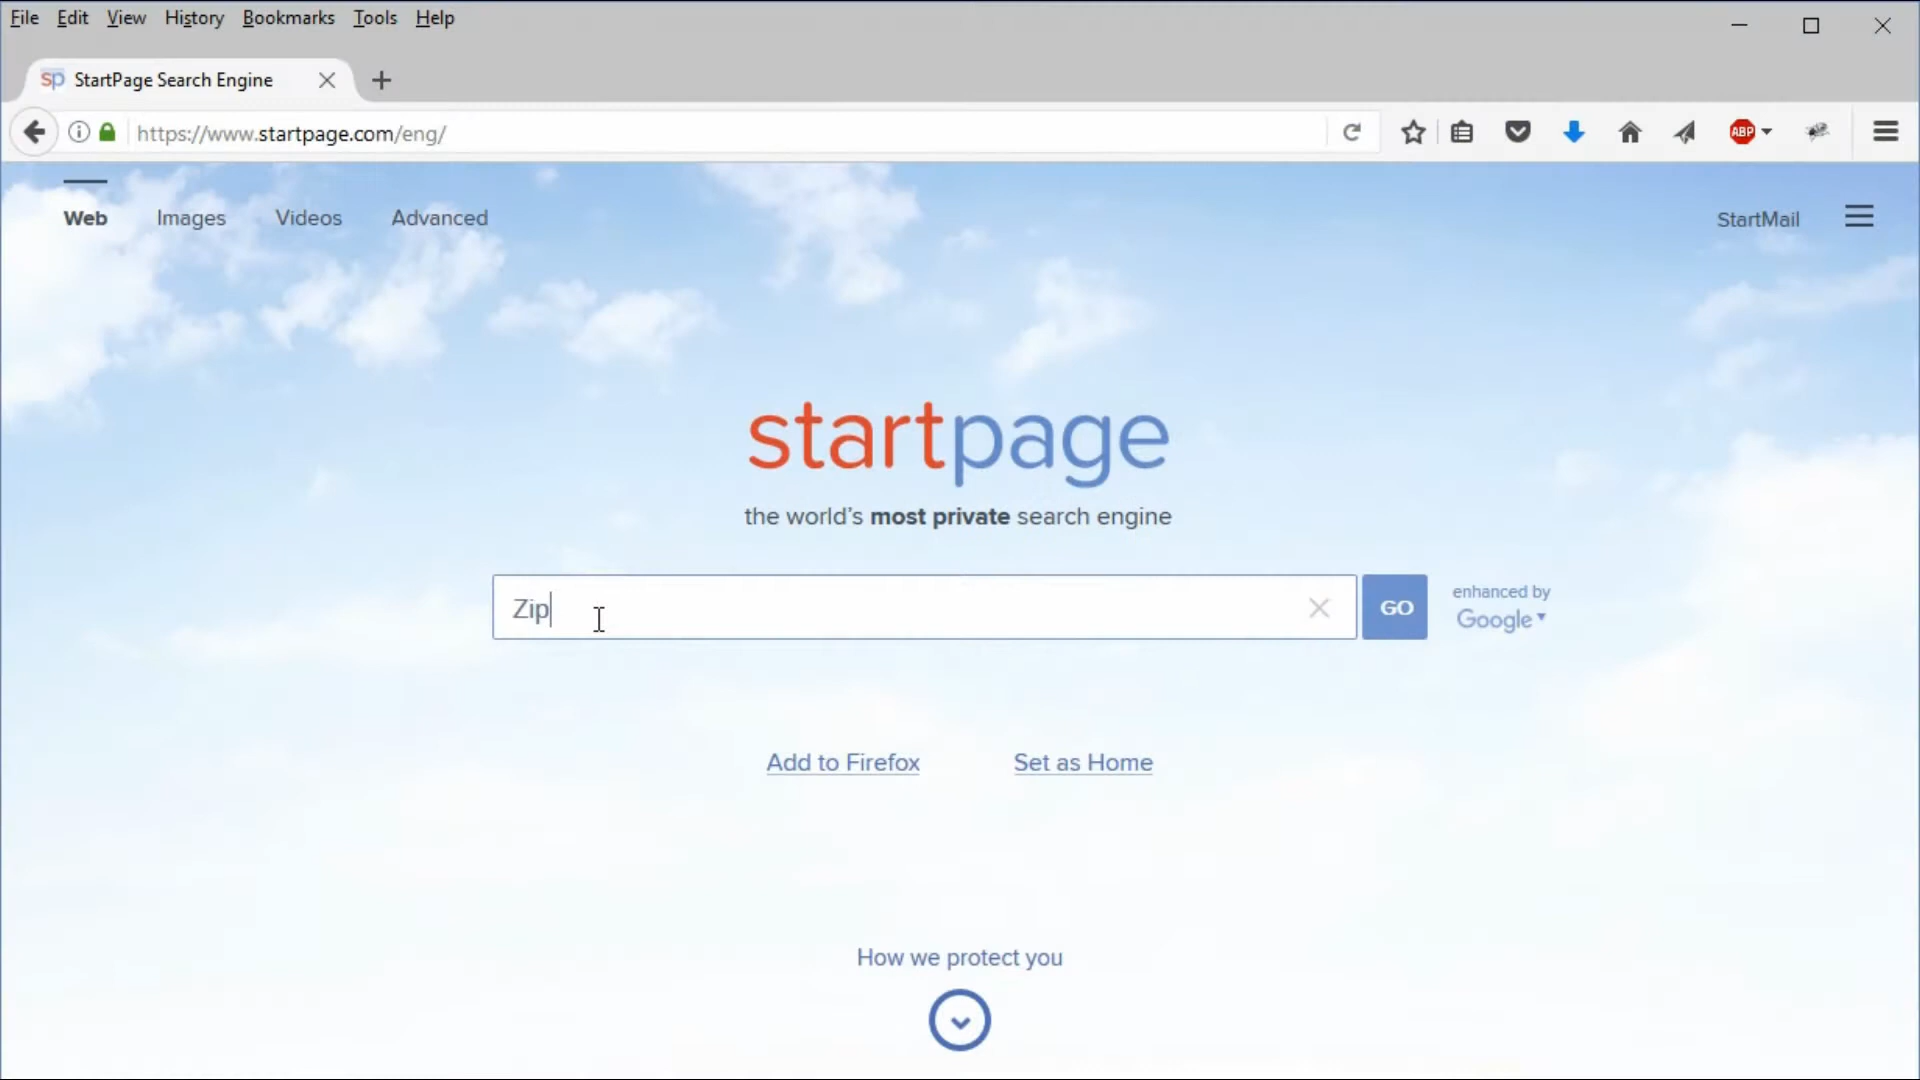 File Edit View History Bookmarks Tools Help
sp StartPage Search Engine
https://www.startpage.com/eng/
ABP
Web Images Videos Advanced StartMail
startpage
the world's most private search engine
Zip
GO
enhanced by
Google
Add to Firefox Set as Home
How we protect you